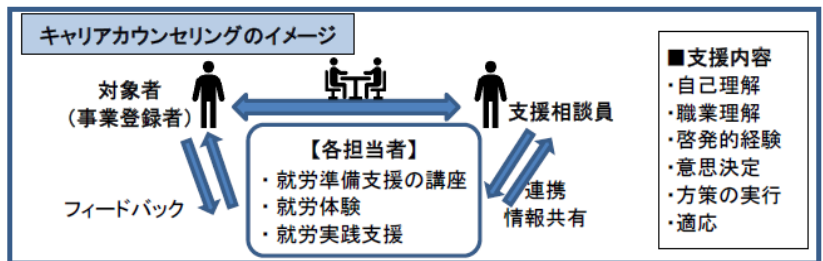 キャリアカウンセリングのイメージ
対象者
（事業登録者）
支援相談員
【各担当者】
・就労準備支援の講座
・就労体験
・就労実践支援
フィードバック
連携
情報共有
■支援内容
・自己理解
・職業理解
・啓発的経験
・意思決定
・方策の実行
・適応